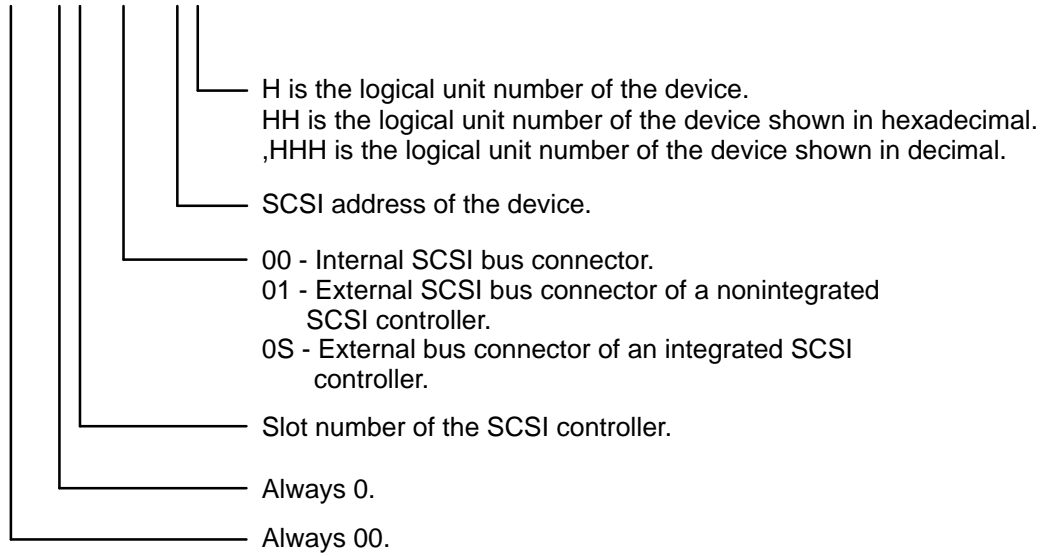 H is the logical unit number of the device.
HH is the logical unit number of the device shown in hexadecimal.
,HHH is the logical unit number of the device shown in decimal.
SCSI address of the device.
00 - Internal SCSI bus connector.
01 - External SCSI bus connector of a nonintegrated
SCSI controller.
0S - External bus connector of an integrated SCSI
controller.
Slot number of the SCSI controller.
Always 0.
Always 00.